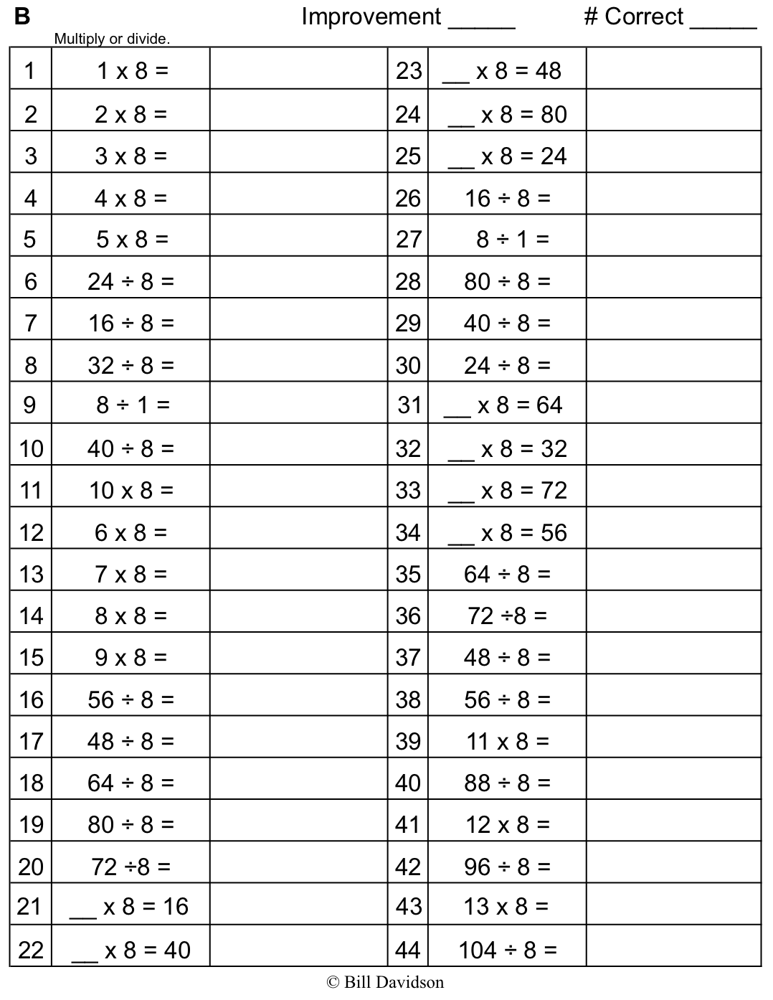 B Improvement _____ # Correct _____
Multiply or divide.
1 1 x 8 = 23 __ x 8 = 48
2 2 x 8 = 24 __ x 8 = 80
3 3 x 8 = 25 __ x 8 = 24
4 4 x 8 = 26 16 ÷ 8 =
5 5 x 8 = 27 8 ÷ 1 =
6 24 ÷ 8 = 28 80 ÷ 8 =
7 16 ÷ 8 = 29 40 ÷ 8 =
8 32 ÷ 8 = 30 24 ÷ 8 =
9 8 ÷ 1 = 31 __ x 8 = 64
10 40 ÷ 8 = 32 __ x 8 = 32
11 10 x 8 = 33 __ x 8 = 72
12 6 x 8 = 34 __ x 8 = 56
13 7 x 8 = 35 64 ÷ 8 =
14 8 x 8 = 36 72 ÷8 =
15 9 x 8 = 37 48 ÷ 8 =
16 56 ÷ 8 = 38 56 ÷ 8 =
17 48 ÷ 8 = 39 11 x 8 =
18 64 ÷ 8 = 40 88 ÷ 8 =
19 80 ÷ 8 = 41 12 x 8 =
20 72 ÷8 = 42 96 ÷ 8 =
21 __ x 8 = 16 43 13 x 8 =
22 __ x 8 = 40 44 104 ÷ 8 =
© Bill Davidson